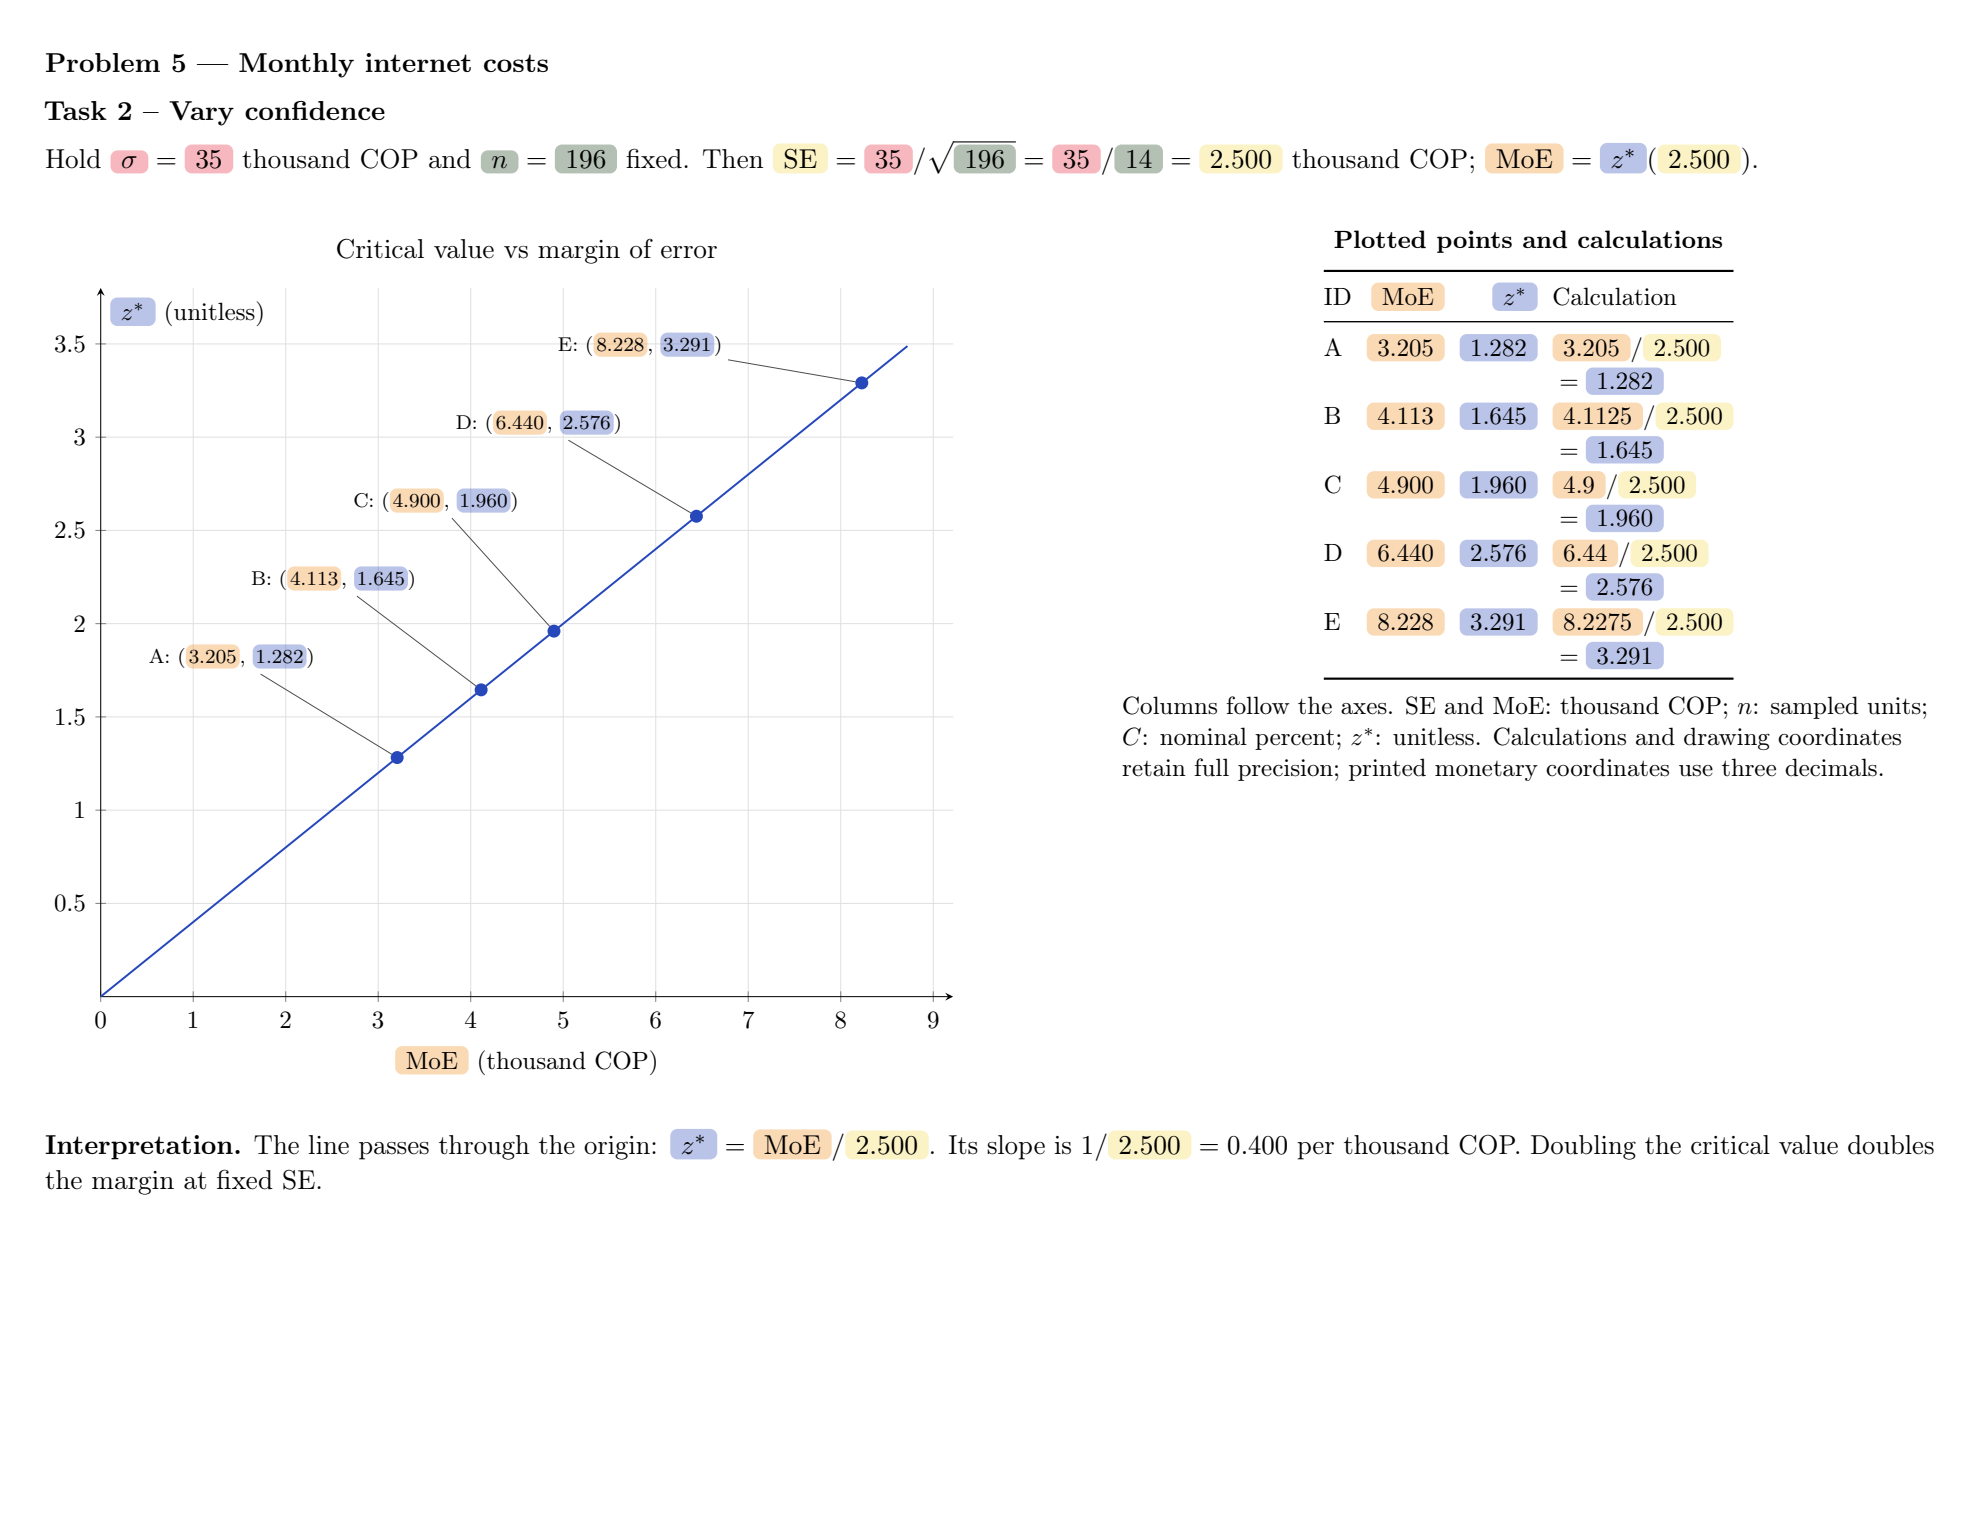 Problem 5 — Monthly internet costs
Task 2 – Vary confidence
Hold σ = 35 thousand COP and n = 196 fixed. Then SE = 35/√196 = 35/14 = 2.500 thousand COP; MoE = z*(2.500).
Critical value vs margin of error
z* (unitless)
3.5
3
2.5
2
1.5
1
0.5
E: (8.228, 3.291)
D: (6.440, 2.576)
C: (4.900, 1.960)
B: (4.113, 1.645)
A: (3.205, 1.282)
0 1 2 3 4 5 6 7 8 9
MoE (thousand COP)
Plotted points and calculations
ID MoE z* Calculation
A 3.205 1.282 3.205/2.500
= 1.282
B 4.113 1.645 4.1125/2.500
= 1.645
C 4.900 1.960 4.9/2.500
= 1.960
D 6.440 2.576 6.44/2.500
= 2.576
E 8.228 3.291 8.2275/2.500
= 3.291
Columns follow the axes. SE and MoE: thousand COP; n: sampled units;
C: nominal percent; z*: unitless. Calculations and drawing coordinates
retain full precision; printed monetary coordinates use three decimals.
Interpretation. The line passes through the origin: z* = MoE/2.500. Its slope is 1/2.500 = 0.400 per thousand COP. Doubling the critical value doubles
the margin at fixed SE.